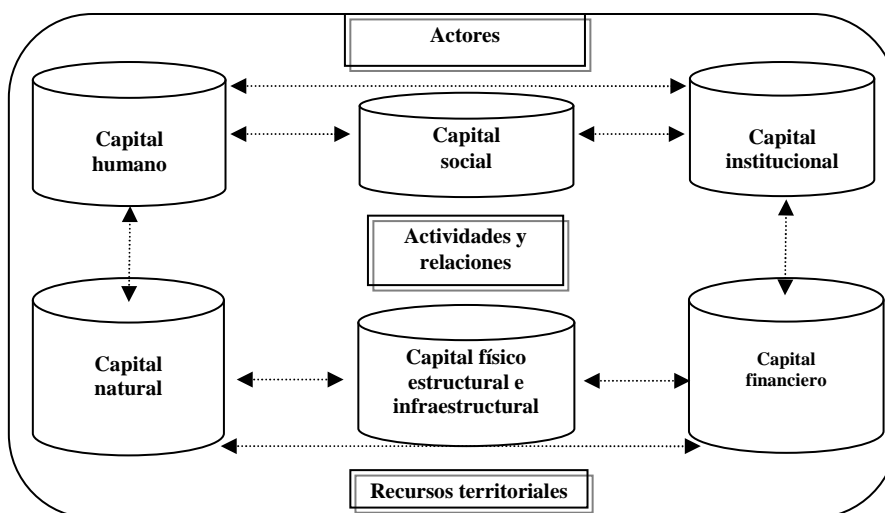 Actores
Capital
humano
Capital
social
Capital
institucional
Actividades y
relaciones
Capital
natural
Capital físico
estructural e
infraestructural
Capital
financiero
Recursos territoriales